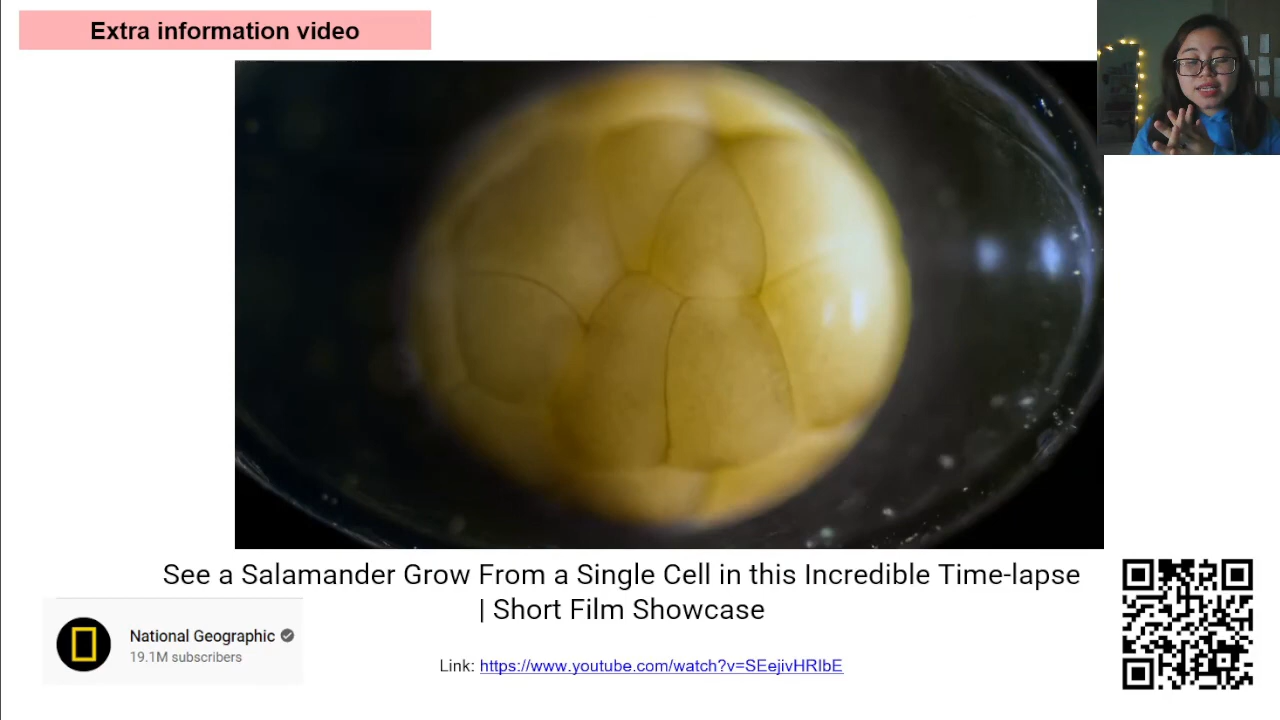 Extra information video
See a Salamander Grow From a Single Cell in this Incredible Time-lapse
| Short Film Showcase
National Geographic
19.1M subscribers
Link: https://www.youtube.com/watch?v=SEejivHRIbE